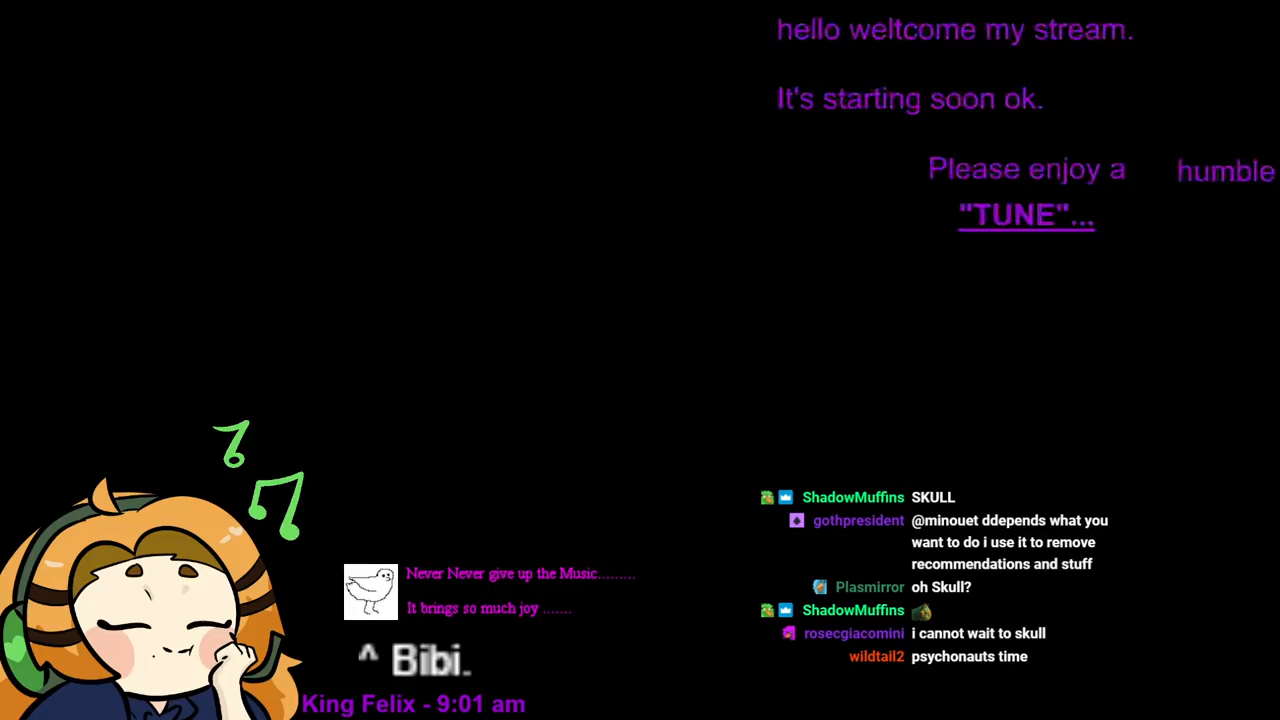 hello weltcome my stream.
It's starting soon ok.
Please enjoy a humble
"TUNE"...
ShadowMuffins SKULL
gothpresident @minouet ddepends what you
want to do i use it to remove
recommendations and stuff
Plasmirror oh Skull?
ShadowMuffins
rosecgiacomini i cannot wait to skull
wildtail2 psychonauts time
Never Never give up the Music.........
It brings so much joy .......
^ Bibi.
King Felix - 9:01 am